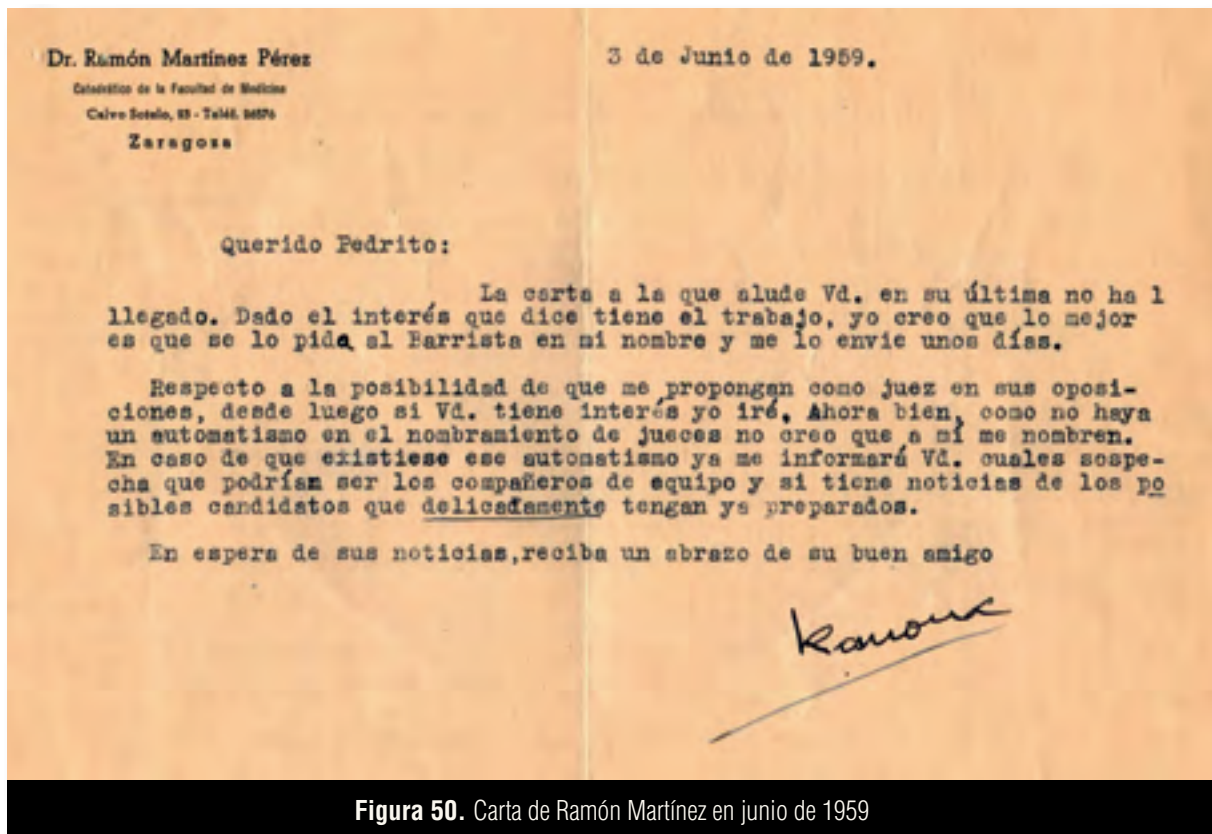 Dr. Ramón Martínez Pérez
Catedrático de la Facultad de Medicina
Calvo Sotelo, - Teléf.
Zaragoza
3 de Junio de 1959.
Querido Pedrito:
La carta a la que alude Vd. en su última no ha l
llegado. Dado el interés que dice tiene el trabajo, yo creo que lo mejor
es que se lo pida al Barrista en mi nombre y me lo envie unos días.
Respecto a la posibilidad de que me propongan como juez en sus oposi-
ciones, desde luego si Vd. tiene interés yo iré. Ahora bien, como no haya
un automatismo en el nombramiento de jueces no creo que a mí me nombren.
En caso de que existiese ese automatismo ya me informará Vd. cuales sospe-
cha que podrían ser los compañeros de equipo y si tiene noticias de los po
sibles candidatos que delicadamente tengan ya preparados.
En espera de sus noticias,reciba un abrazo de su buen amigo
Figura 50. Carta de Ramón Martínez en junio de 1959